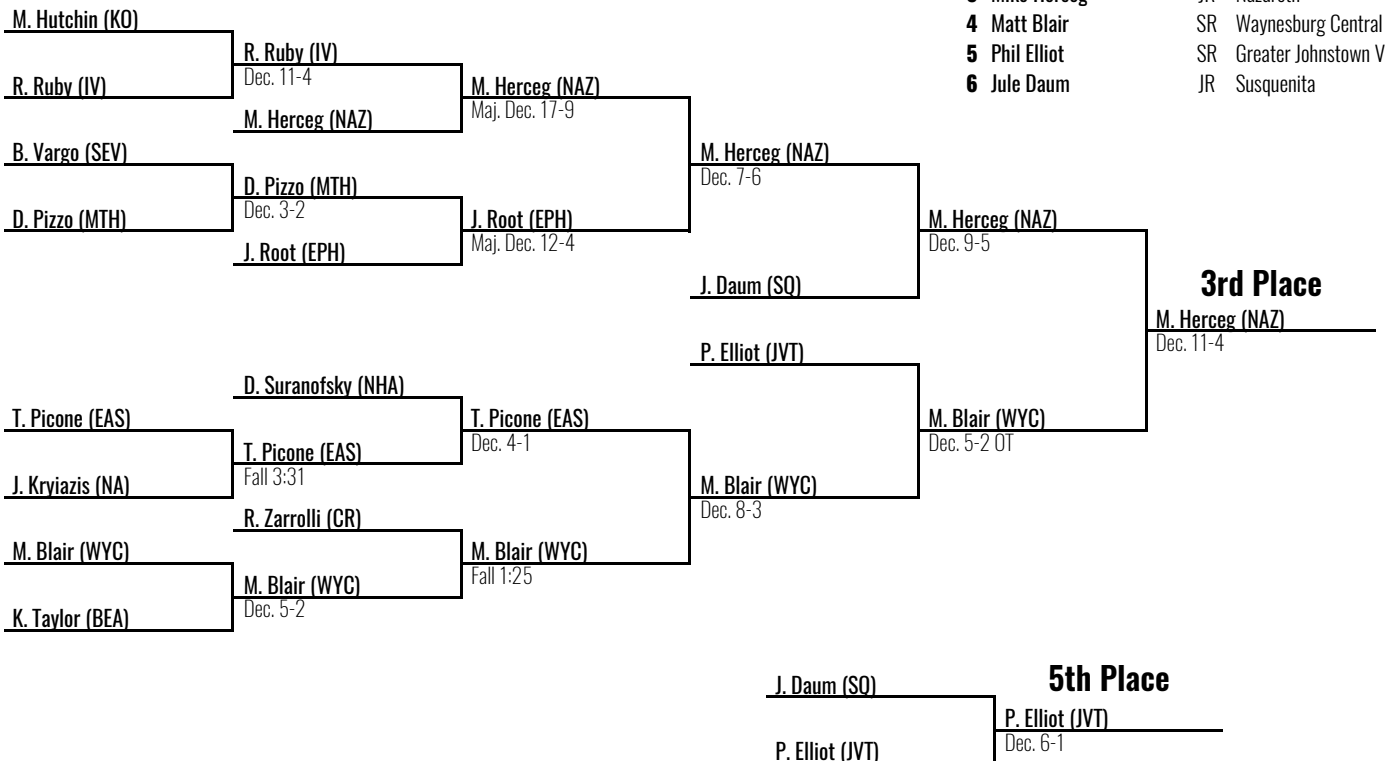 3 Mike Herceg JR Nazareth
4 Matt Blair SR Waynesburg Central
5 Phil Elliot SR Greater Johnstown V
6 Jule Daum JR Susquenita
M. Hutchin (KO)
R. Ruby (IV)
Dec. 11-4
R. Ruby (IV)
M. Herceg (NAZ)
Maj. Dec. 17-9
M. Herceg (NAZ)
B. Vargo (SEV)
M. Herceg (NAZ)
Dec. 7-6
D. Pizzo (MTH)
Dec. 3-2
D. Pizzo (MTH)
J. Root (EPH)
Maj. Dec. 12-4
M. Herceg (NAZ)
Dec. 9-5
J. Root (EPH)
J. Daum (SQ)
3rd Place
M. Herceg (NAZ)
Dec. 11-4
P. Elliot (JVT)
D. Suranofsky (NHA)
T. Picone (EAS)
T. Picone (EAS)
Dec. 4-1
M. Blair (WYC)
Dec. 5-2 OT
T. Picone (EAS)
Fall 3:31
J. Kryiazis (NA)
M. Blair (WYC)
Dec. 8-3
R. Zarrolli (CR)
M. Blair (WYC)
M. Blair (WYC)
Fall 1:25
M. Blair (WYC)
Dec. 5-2
K. Taylor (BEA)
5th Place
J. Daum (SQ)
P. Elliot (JVT)
Dec. 6-1
P. Elliot (JVT)